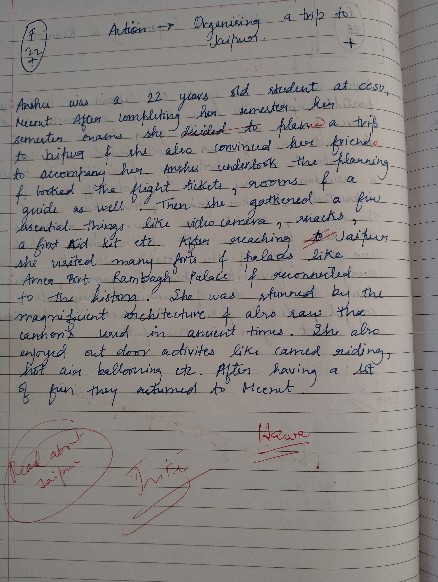 F
22
+
Action → Organising a trip to
Jaipur.
+
Anshu was a 22 years old student at CCSU,
Meerut After completing her semester her
semester exams she decided to plan a trip
to Jaipur & she also convinced her friend
to accompany her Anshu undertook the planning
& booked the flight tickets, rooms & a
guide as well. Then she gathered a few
essential things like video camera, snacks,
a first Aid kit etc After reaching to Jaipur
she visited many forts & palads like
Amer Fort Rambagh Palace & reconnected
to the history. She was stunned by the
magnificient architecture & also saw the
cannon's used in ancient times. She also
enjoyed out door activites like camel riding,
hot air ballooning etc. After having a lot
of fun they returned to Meerut
Read about
Jaipur